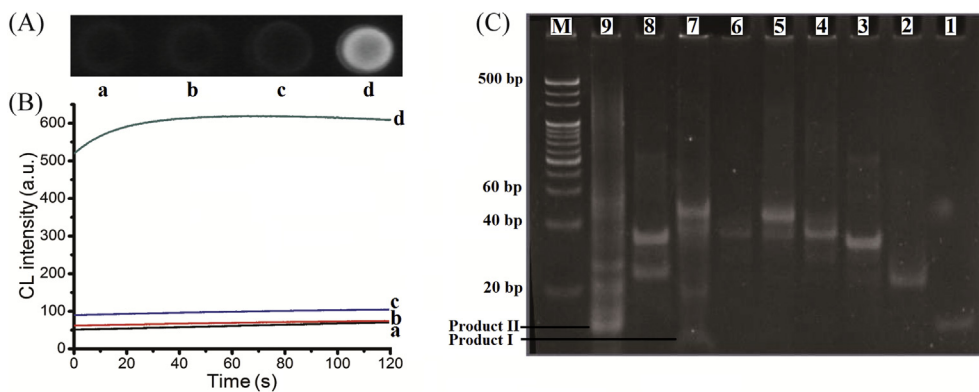 (A)
a b c d
(B)
CL intensity (a.u.)
600
500
400
300
200
100
0
d
c
b
a
0 20 40 60 80 100 120
Time (s)
(C)
M 9 8 7 6 5 4 3 2 1
500 bp
60 bp
40 bp
20 bp
Product II
Product I